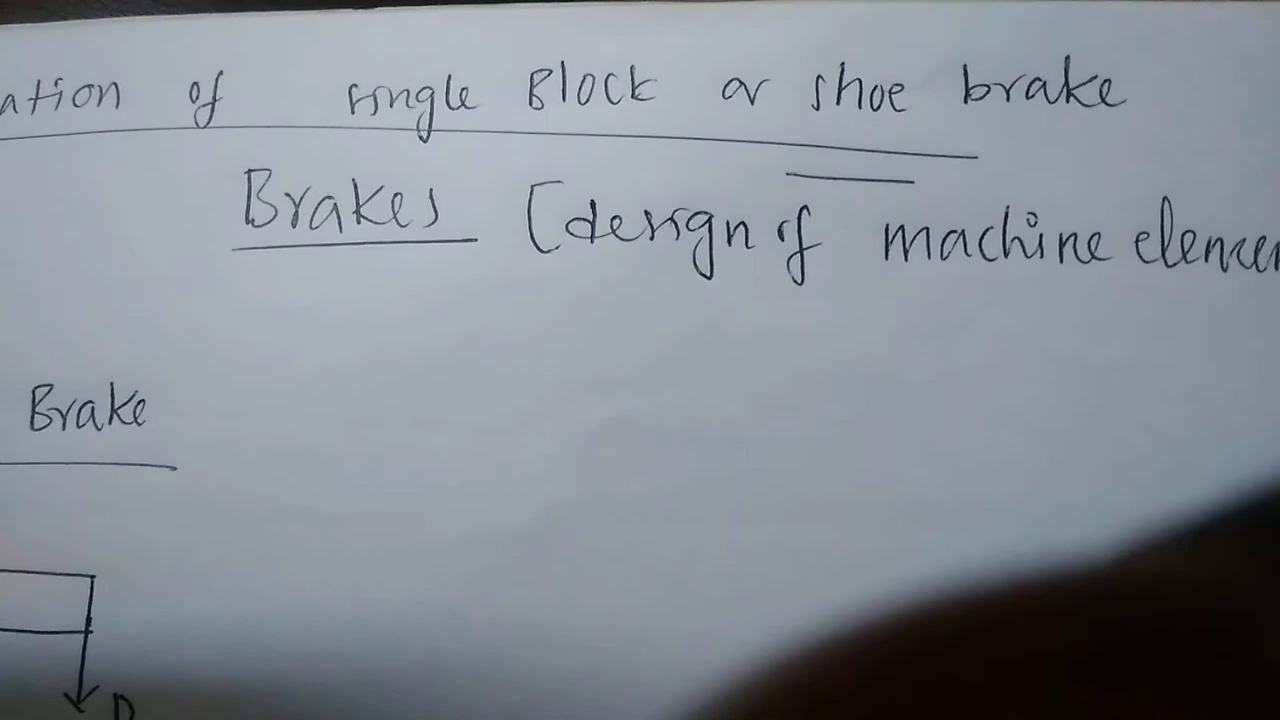 ation of single Block or shoe brake
Brakes [design of machine elemen
Brake
P